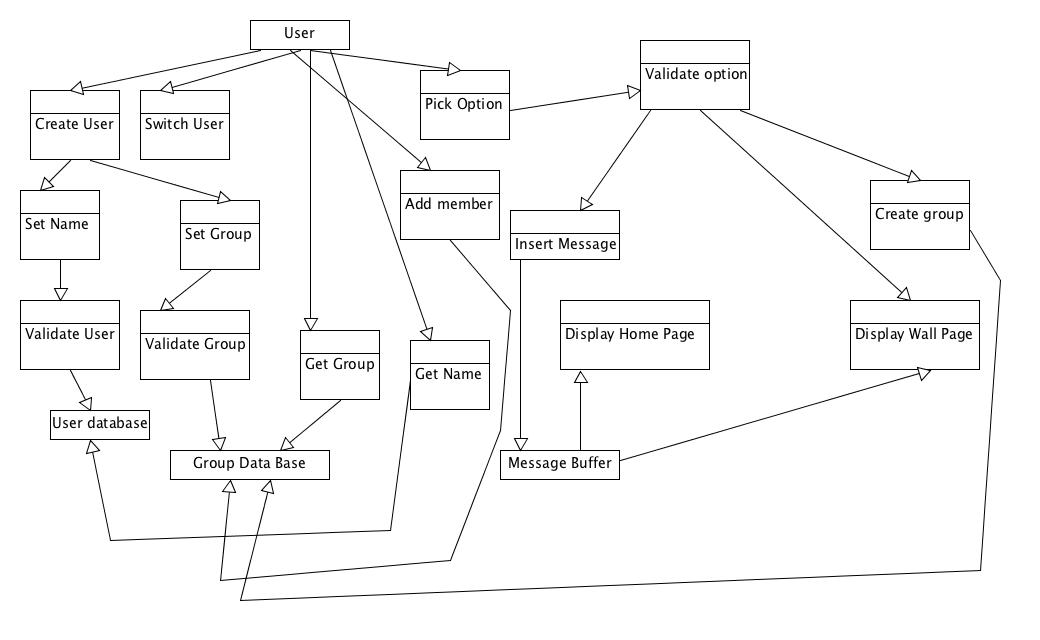 User
Validate option
Pick Option
Create User
Switch User
Add member
Set Name
Set Group
Insert Message
Create group
Validate User
Validate Group
Get Group
Get Name
Display Home Page
Display Wall Page
User database
Group Data Base
Message Buffer